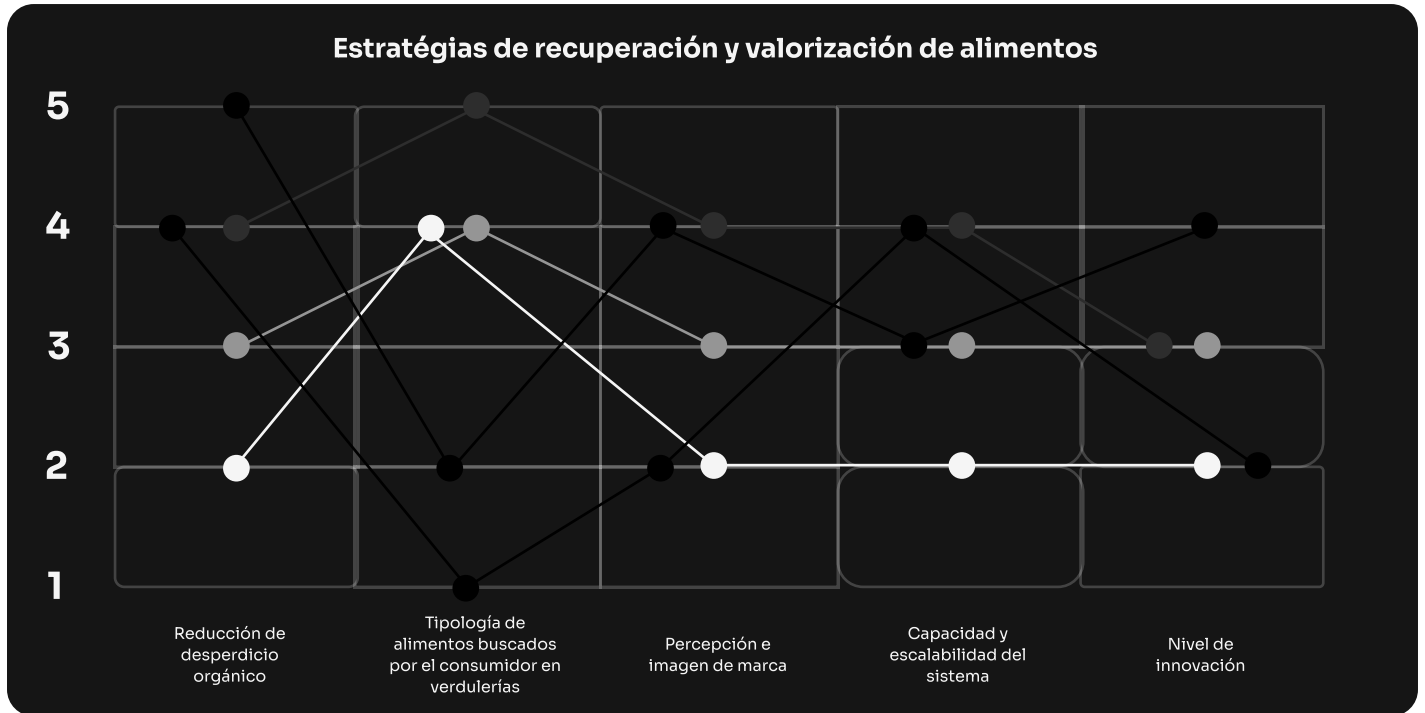 Estratégias de recuperación y valorización de alimentos
5
4
3
2
1
Reducción de
desperdicio
orgánico
Tipología de
alimentos buscados
por el consumidor en
verdulerías
Percepción e
imagen de marca
Capacidad y
escalabilidad del
sistema
Nivel de
innovación